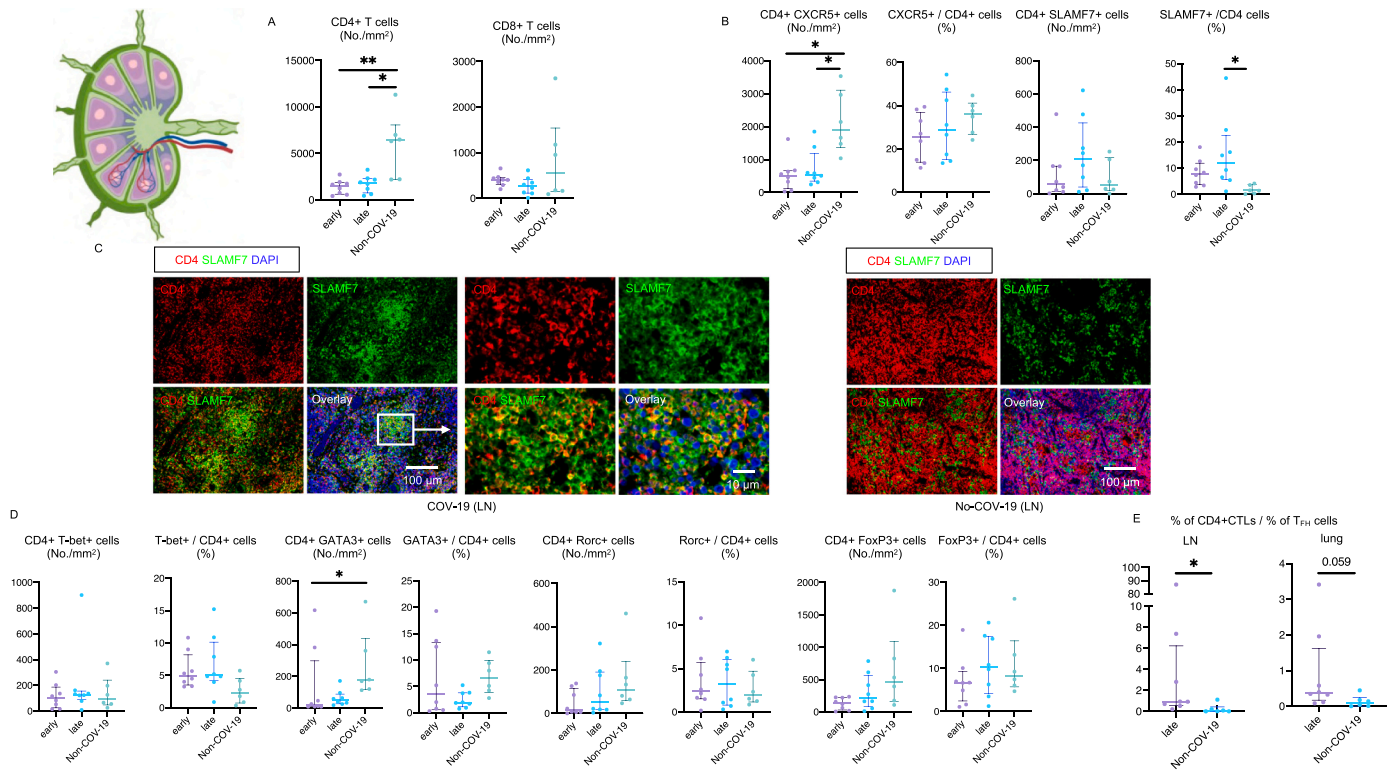 A
CD4+ T cells
(No./mm²)
15000
10000
5000
0
**
*
early
late
Non-COV-19
CD8+ T cells
(No./mm²)
3000
2000
1000
0
early
late
Non-COV-19
B
CD4+ CXCR5+ cells
(No./mm²)
4000
3000
2000
1000
0
*
*
early
late
Non-COV-19
CXCR5+ / CD4+ cells
(%)
60
40
20
0
early
late
Non-COV-19
CD4+ SLAMF7+ cells
(No./mm²)
800
600
400
200
0
early
late
Non-COV-19
SLAMF7+ /CD4 cells
(%)
50
40
30
20
10
0
*
early
late
Non-COV-19
C
CD4 SLAMF7 DAPI
CD4
SLAMF7
CD4
SLAMF7
CD4 SLAMF7
Overlay
100 μm
CD4 SLAMF7
10 μm
COV-19 (LN)
CD4 SLAMF7 DAPI
CD4
SLAMF7
CD4 SLAMF7
Overlay
100 μm
No-COV-19 (LN)
D
CD4+ T-bet+ cells
(No./mm²)
1000
800
600
400
200
0
early
late
Non-COV-19
T-bet+ / CD4+ cells
(%)
20
15
10
5
0
early
late
Non-COV-19
CD4+ GATA3+ cells
(No./mm²)
800
600
400
200
0
*
early
late
Non-COV-19
GATA3+ / CD4+ cells
(%)
25
20
15
10
5
0
early
late
Non-COV-19
CD4+ Rorc+ cells
(No./mm²)
600
400
200
0
early
late
Non-COV-19
Rorc+ / CD4+ cells
(%)
15
10
5
0
early
late
Non-COV-19
CD4+ FoxP3+ cells
(No./mm²)
2000
1500
1000
500
0
early
late
Non-COV-19
FoxP3+ / CD4+ cells
(%)
30
20
10
0
early
late
Non-COV-19
E
% of CD4+CTLs / % of TFH cells
LN
100
90
80
10
8
6
4
2
0
*
late
Non-COV-19
lung
4
3
2
1
0
0.059
late
Non-COV-19